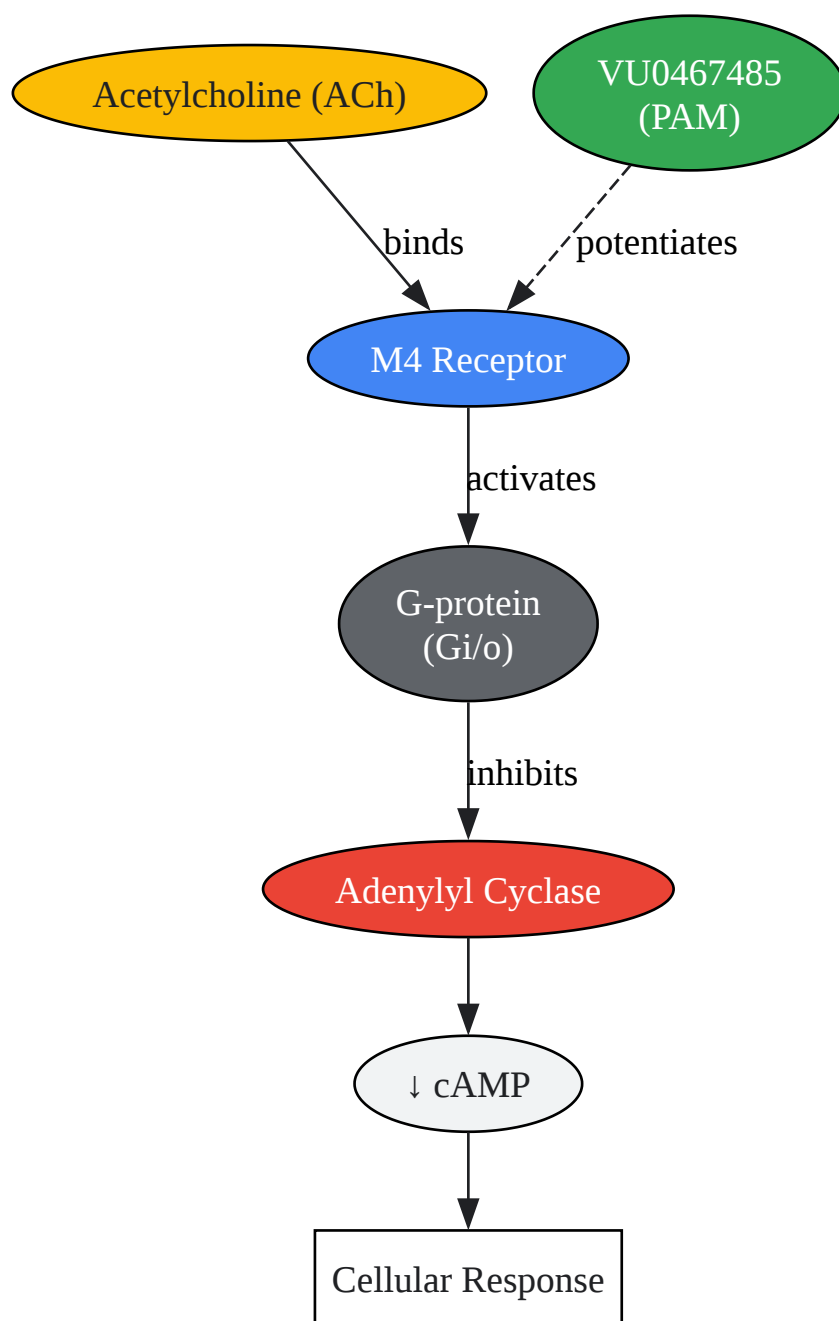 Acetylcholine (ACh)
VU0467485
(PAM)
binds
potentiates
M4 Receptor
activates
G-protein
(Gi/o)
inhibits
Adenylyl Cyclase
↓ cAMP
Cellular Response